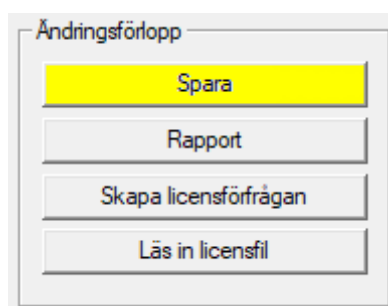 Ändringsförlopp
Spara
Rapport
Skapa licensförfrågan
Läs in licensfil